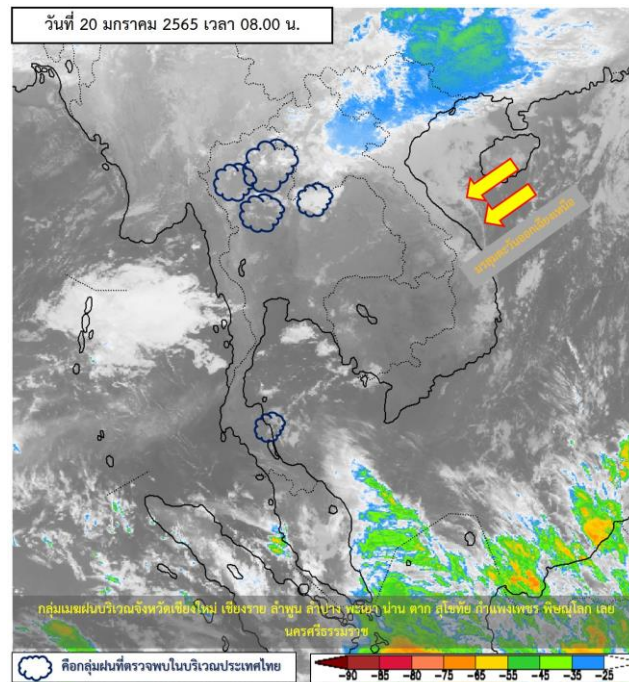 วันที่ 20 มกราคม 2565 เวลา 08.00 น.
มรสุมตะวันออกเฉียงเหนือ
กลุ่มเมฆฝนบริเวณจังหวัดเชียงใหม่ เชียงราย ลำพูน ลำปาง พะเยา น่าน ตาก สุโขทัย กำแพงเพชร พิษณุโลก เลย
นครศรีธรรมราช
คือกลุ่มฝนที่ตรวจพบในบริเวณประเทศไทย
-90 -85 -80 -75 -65 -55 -45 -35 -25